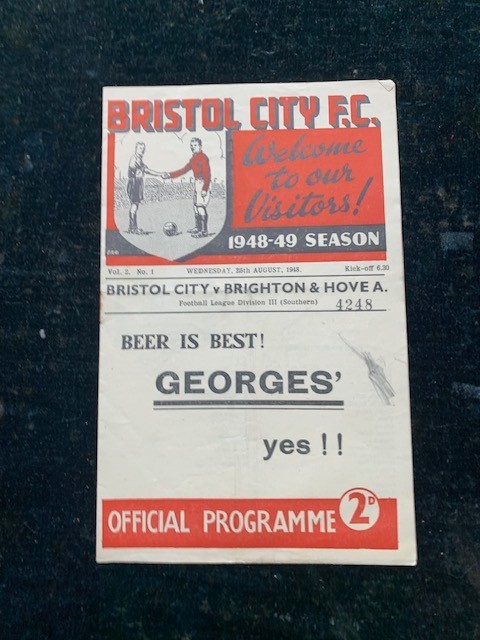 BRISTOL CITY F.C.
Welcome
to our
Visitors!
1948-49 SEASON
Vol. 3. No. 1 WEDNESDAY, 25th AUGUST, 1948. Kick-off 6.30
BRISTOL CITY v BRIGHTON & HOVE A.
Football League Division III (Southern) 4248
BEER IS BEST!
GEORGES'
yes !!
OFFICIAL PROGRAMME 2D